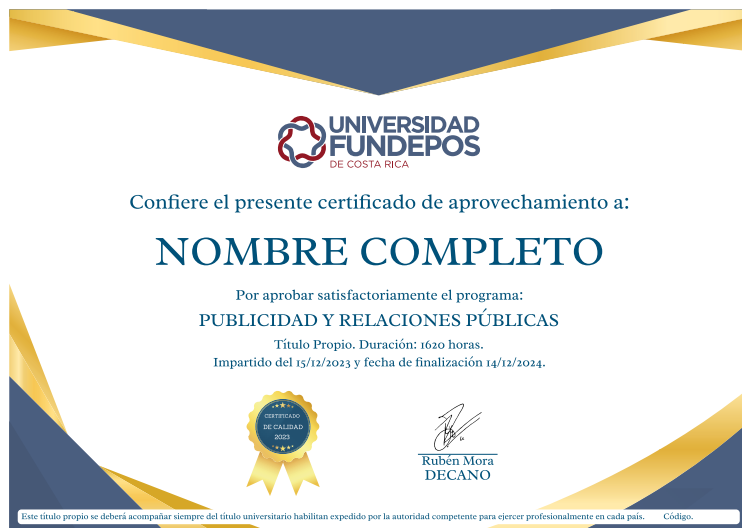 UNIVERSIDAD
FUNDEPOS
DE COSTA RICA
Confiere el presente certificado de aprovechamiento a:
NOMBRE COMPLETO
Por aprobar satisfactoriamente el programa:
PUBLICIDAD Y RELACIONES PÚBLICAS
Título Propio. Duración: 1620 horas.
Impartido del 15/12/2023 y fecha de finalización 14/12/2024.
CERTIFICADO
DE CALIDAD
2023
Rubén Mora
DECANO
Este título propio se deberá acompañar siempre del título universitario habilitan expedido por la autoridad competente para ejercer profesionalmente en cada país. Código.